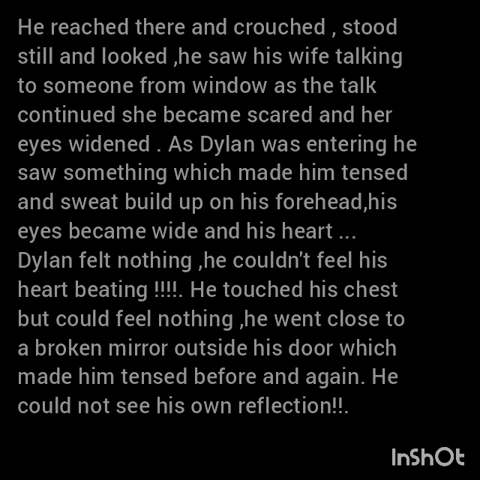 He reached there and crouched , stood
still and looked ,he saw his wife talking
to someone from window as the talk
continued she became scared and her
eyes widened . As Dylan was entering he
saw something which made him tensed
and sweat build up on his forehead,his
eyes became wide and his heart ...
Dylan felt nothing ,he couldn't feel his
heart beating !!!!. He touched his chest
but could feel nothing ,he went close to
a broken mirror outside his door which
made him tensed before and again. He
could not see his own reflection!!.
InShOt